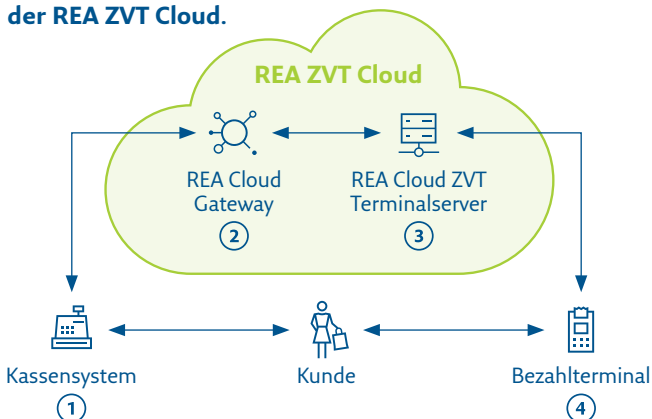 der REA ZVT Cloud.
REA ZVT Cloud
REA Cloud
Gateway
2
REA Cloud ZVT
Terminalserver
3
Kassensystem
1
Kunde
Bezahlterminal
4